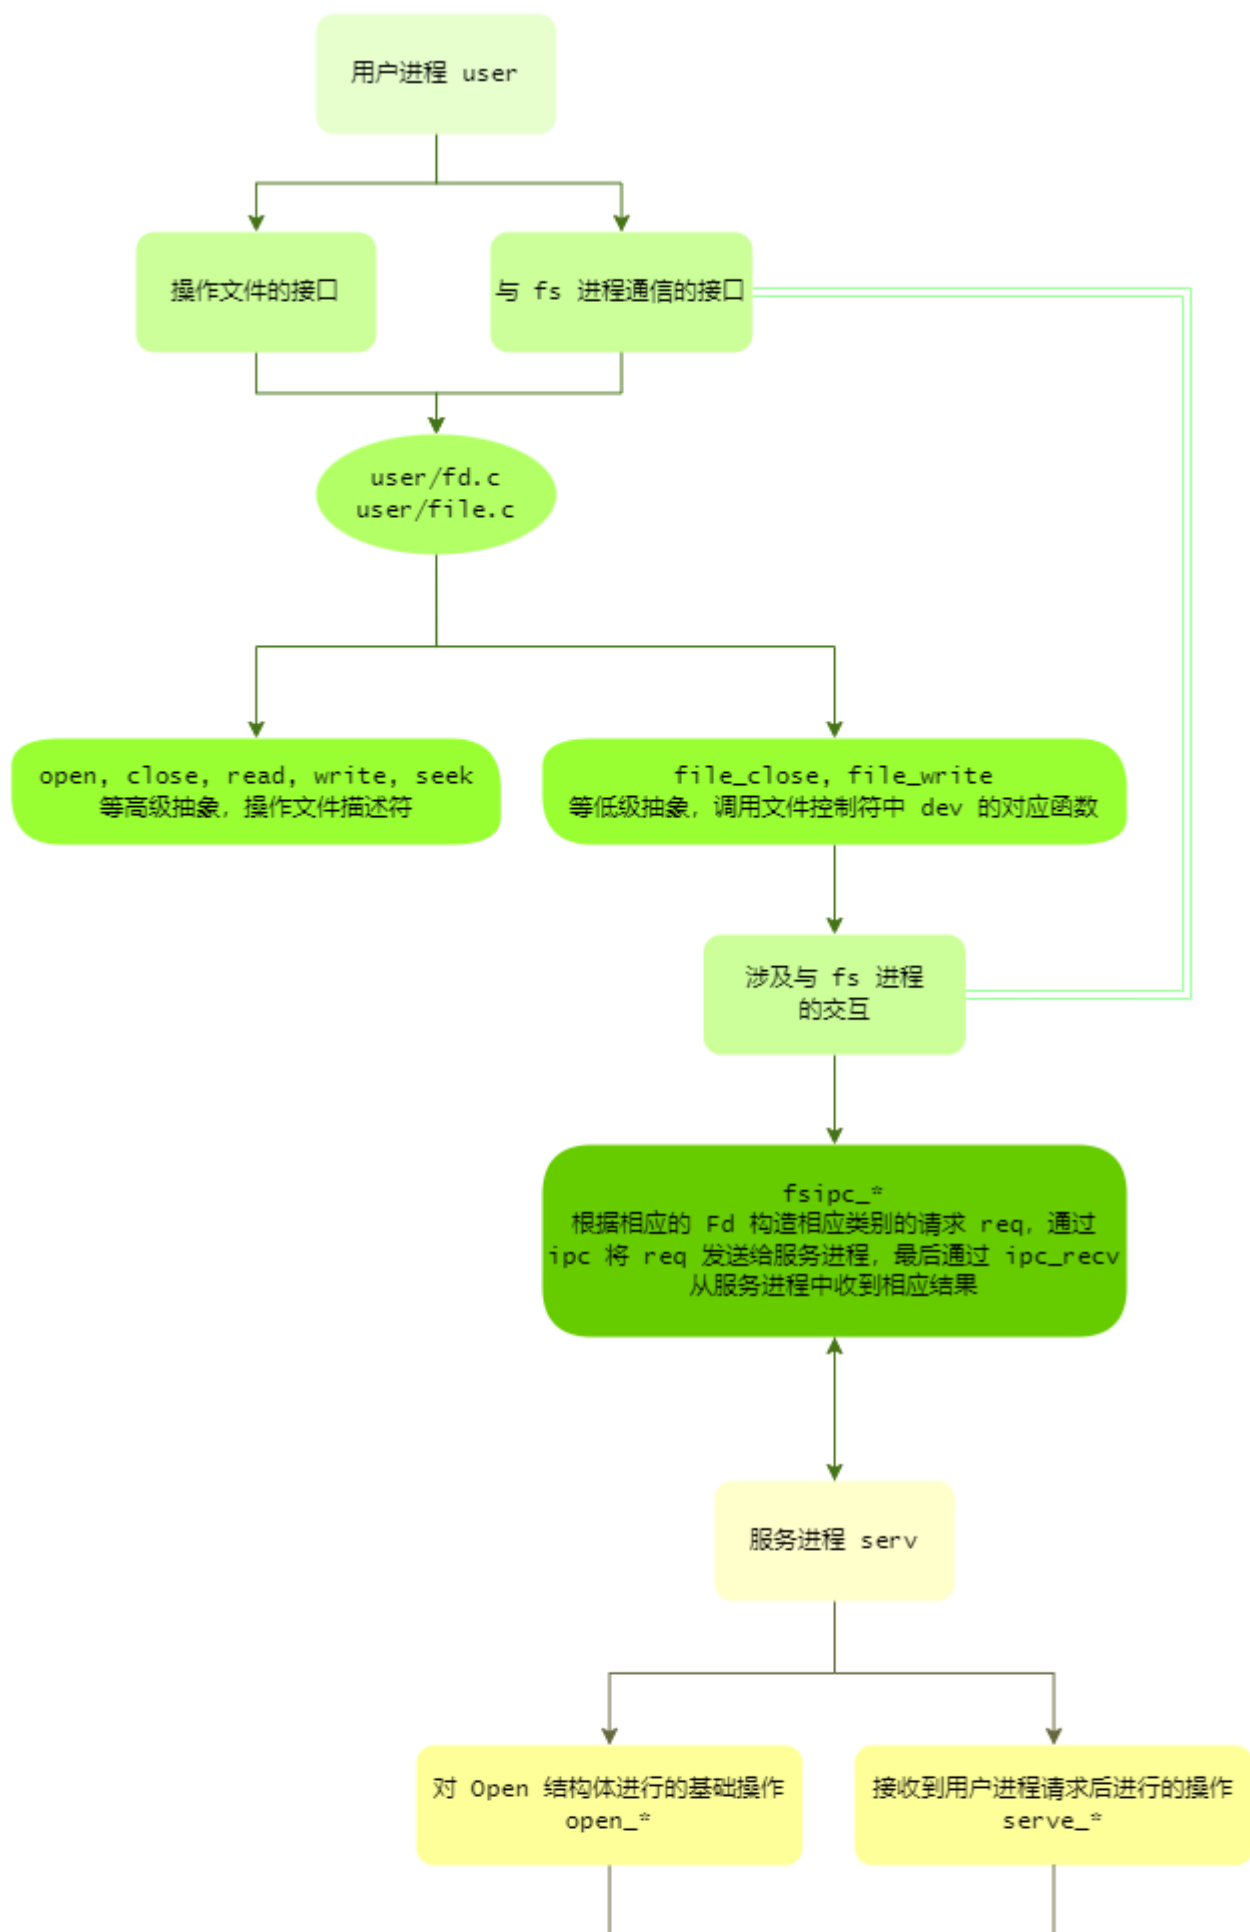 用户进程 user
操作文件的接口
与 fs 进程通信的接口
user/fd.c
user/file.c
open, close, read, write, seek
等高级抽象，操作文件描述符
file_close, file_write
等低级抽象，调用文件控制符中 dev 的对应函数
涉及与 fs 进程
的交互
fsipc_*
根据相应的 Fd 构造相应类别的请求 req，通过
ipc 将 req 发送给服务进程，最后通过 ipc_recv
从服务进程中收到相应结果
服务进程 serv
对 Open 结构体进行的基础操作
open_*
接收到用户进程请求后进行的操作
serve_*